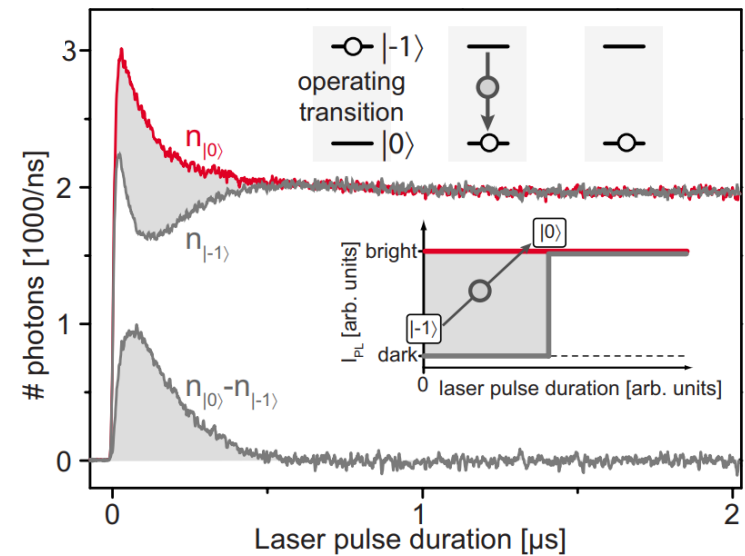 3
2
1
0
# photons [1000/ns]
n|0⟩
n|-1⟩
n|0⟩-n|-1⟩
|-1⟩
operating
transition
|0⟩
|0⟩
bright
|-1⟩
dark
I_PL [arb. units]
0
laser pulse duration [arb. units]
0
1
2
Laser pulse duration [µs]